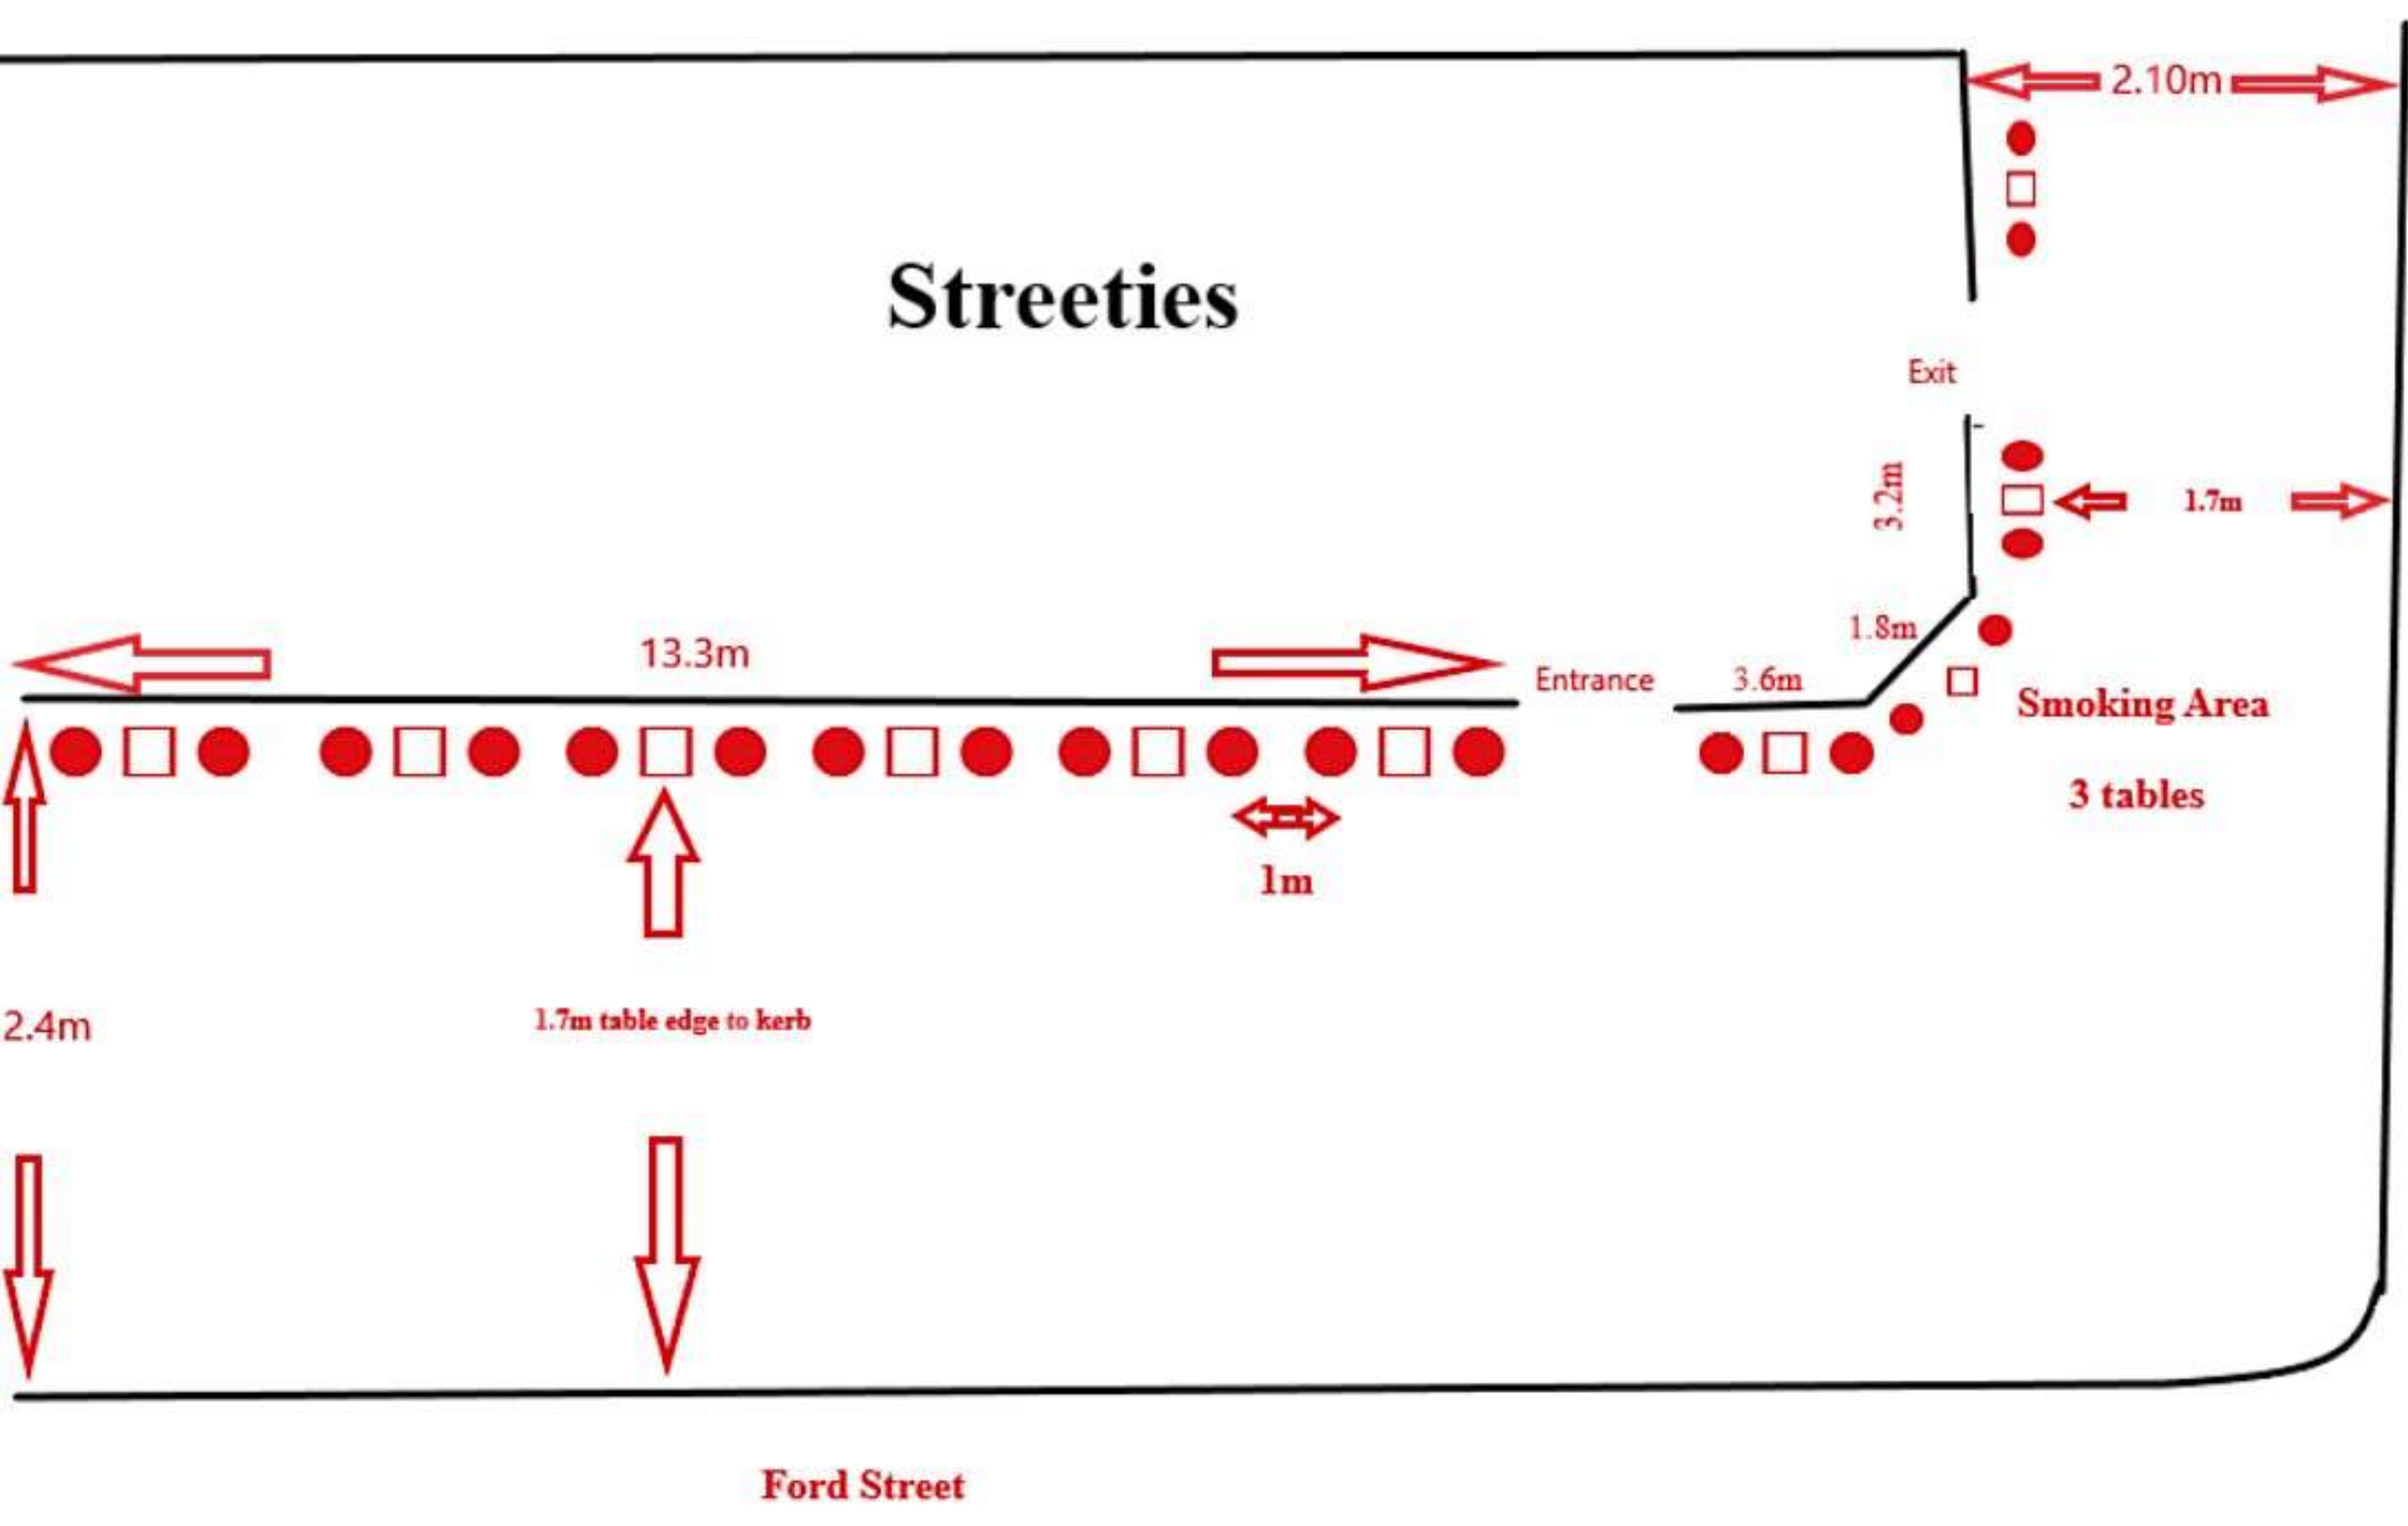 2.10m
Streeties
Exit
3.2m
1.7m
1.8m
13.3m
Entrance
3.6m
Smoking Area
3 tables
1m
2.4m
1.7m table edge to kerb
Ford Street